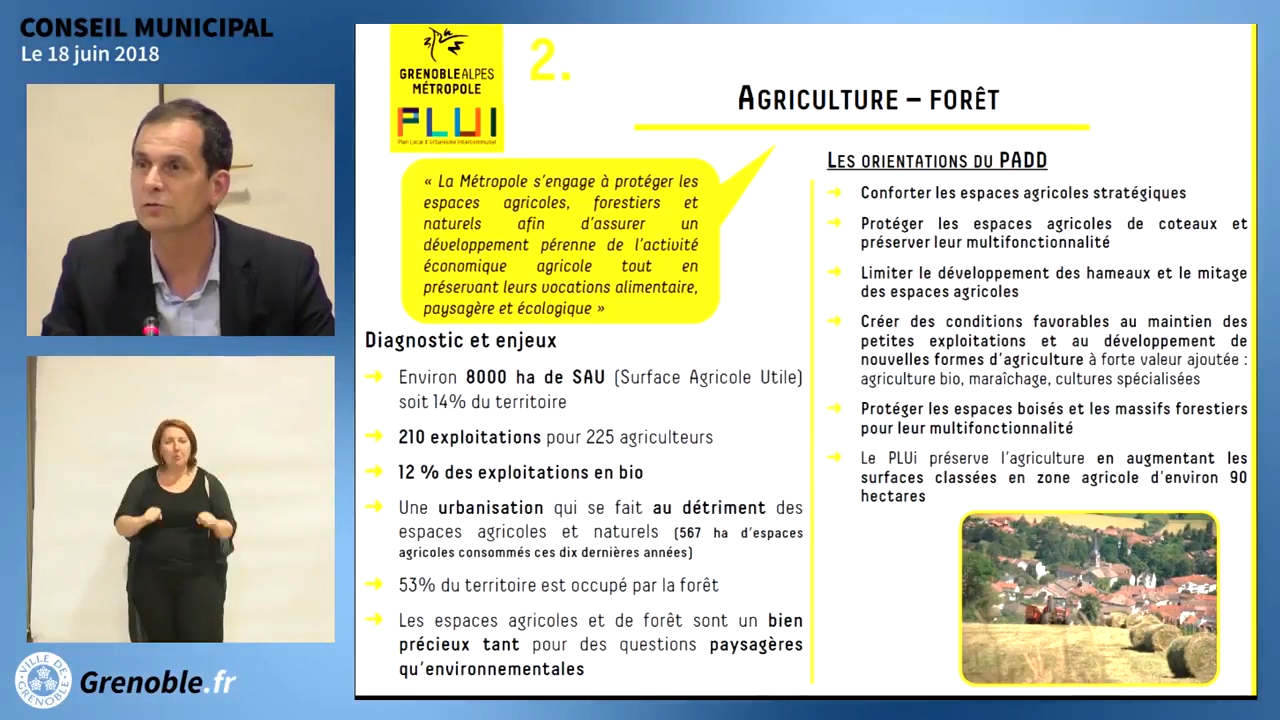 CONSEIL MUNICIPAL
Le 18 juin 2018
GRENOBLEALPES
MÉTROPOLE
PLUi
Plan Local d'Urbanisme Intercommunal
2.
AGRICULTURE – FORÊT
« La Métropole s'engage à protéger les
espaces agricoles, forestiers et
naturels afin d'assurer un
développement pérenne de l'activité
économique agricole tout en
préservant leurs vocations alimentaire,
paysagère et écologique »
Diagnostic et enjeux
Environ 8000 ha de SAU (Surface Agricole Utile)
soit 14% du territoire
210 exploitations pour 225 agriculteurs
12 % des exploitations en bio
Une urbanisation qui se fait au détriment des
espaces agricoles et naturels (567 ha d'espaces
agricoles consommés ces dix dernières années)
53% du territoire est occupé par la forêt
Les espaces agricoles et de forêt sont un bien
précieux tant pour des questions paysagères
qu'environnementales
LES ORIENTATIONS DU PADD
Conforter les espaces agricoles stratégiques
Protéger les espaces agricoles de coteaux et
préserver leur multifonctionnalité
Limiter le développement des hameaux et le mitage
des espaces agricoles
Créer des conditions favorables au maintien des
petites exploitations et au développement de
nouvelles formes d'agriculture à forte valeur ajoutée :
agriculture bio, maraîchage, cultures spécialisées
Protéger les espaces boisés et les massifs forestiers
pour leur multifonctionnalité
Le PLUi préserve l'agriculture en augmentant les
surfaces classées en zone agricole d'environ 90
hectares
VILLE DE
GRENOBLE
Grenoble.fr